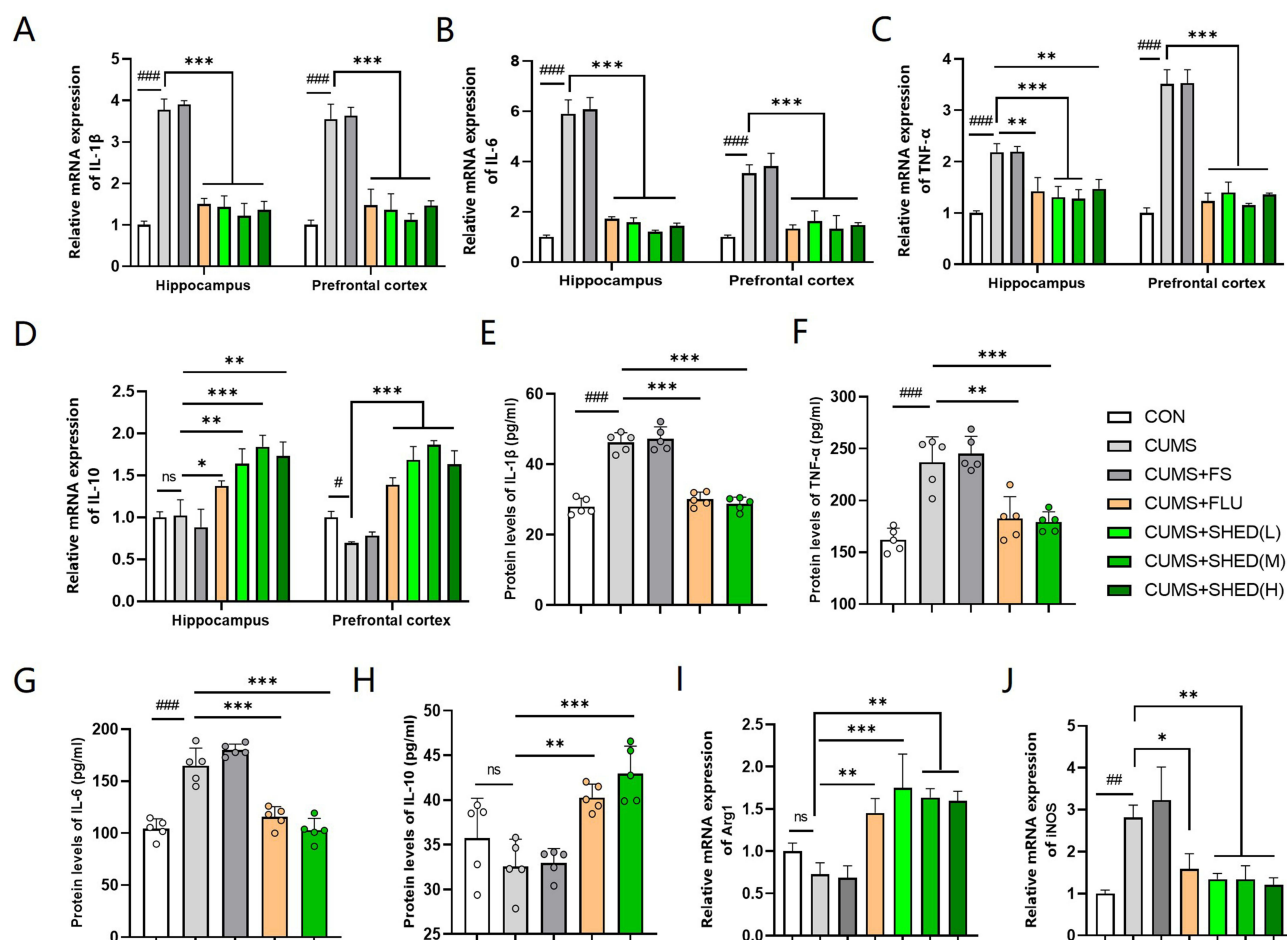 A
Relative mRNA expression
of IL-1β
5
4
3
2
1
0
###
***
###
***
Hippocampus
Prefrontal cortex
B
Relative mRNA expression
of IL-6
8
6
4
2
0
###
***
###
***
Hippocampus
Prefrontal cortex
C
Relative mRNA expression
of TNF-α
4
3
2
1
0
###
**
***
**
###
***
Hippocampus
Prefrontal cortex
D
Relative mRNA expression
of IL-10
2.5
2.0
1.5
1.0
0.5
0.0
**
***
**
*
ns
#
***
Hippocampus
Prefrontal cortex
E
Protein levels of IL-1β (pg/ml)
60
40
20
0
###
***
***
F
Protein levels of TNF-α (pg/ml)
300
250
200
150
100
###
***
**
CON
CUMS
CUMS+FS
CUMS+FLU
CUMS+SHED(L)
CUMS+SHED(M)
CUMS+SHED(H)
G
Protein levels of IL-6 (pg/ml)
200
150
100
50
0
###
***
***
H
Protein levels of IL-10 (pg/ml)
50
45
40
35
30
25
ns
***
**
I
Relative mRNA expression
of Arg1
2.5
2.0
1.5
1.0
0.5
0.0
ns
**
***
**
J
Relative mRNA expression
of iNOS
5
4
3
2
1
0
##
**
*